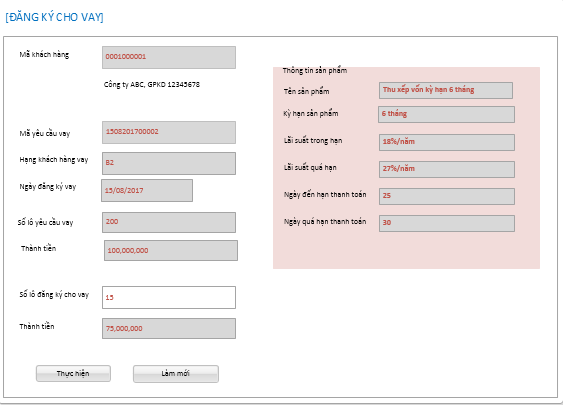 [ĐĂNG KÝ CHO VAY]
Mã khách hàng 0001000001
Công ty ABC, GPKD 12345678
Mã yêu cầu vay 1508201700002
Hạng khách hàng vay B2
Ngày đăng ký vay 15/08/2017
Số lô yêu cầu vay 200
Thành tiền 100,000,000
Số lô đăng ký cho vay 15
Thành tiền 75,000,000
Thực hiện Làm mới
Thông tin sản phẩm
Tên sản phẩm Thu xếp vốn kỳ hạn 6 tháng
Kỳ hạn sản phẩm 6 tháng
Lãi suất trong hạn 18%/năm
Lãi suất quá hạn 27%/năm
Ngày đến hạn thanh toán 25
Ngày quá hạn thanh toán 30